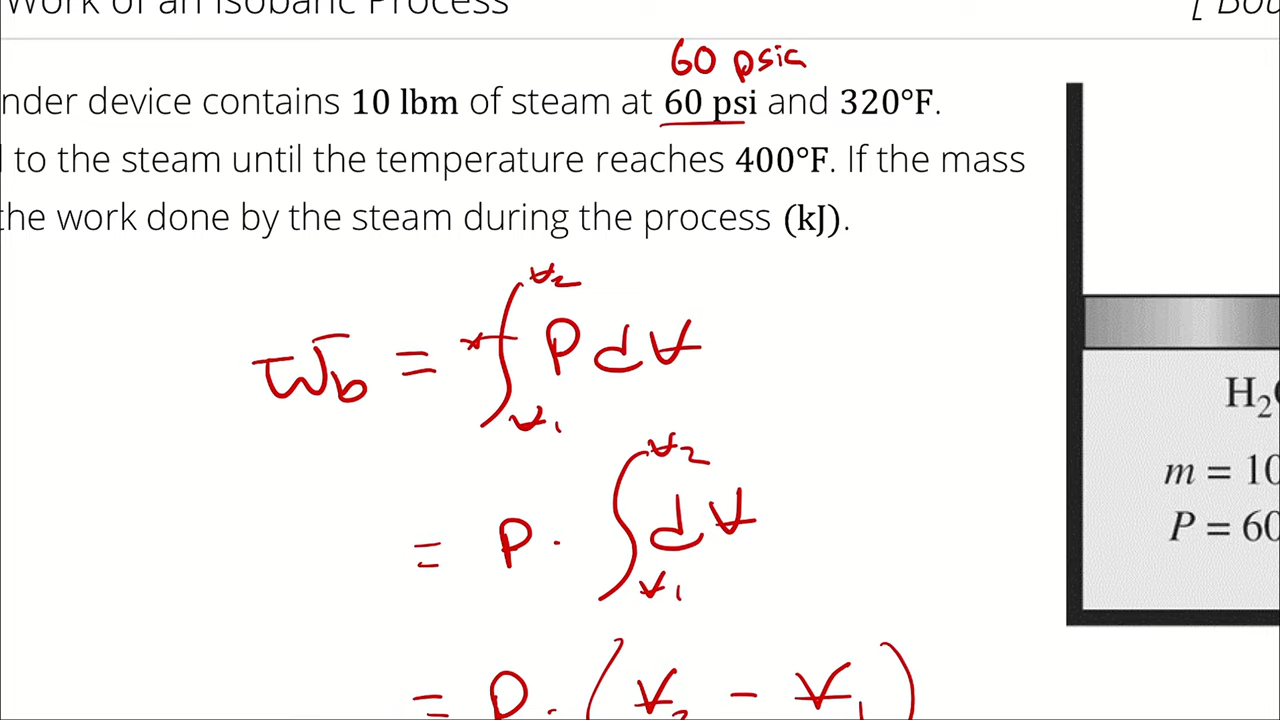 Work of an Isobaric Process [ Bou
60 psia
nder device contains 10 lbm of steam at 60 psi and 320°F.
to the steam until the temperature reaches 400°F. If the mass
the work done by the steam during the process (kJ).
W_b = + ∫_{V₁}^{V₂} P dV
= P · ∫_{V₁}^{V₂} dV
= P · (V₂ − V₁)
H₂
m = 10
P = 60